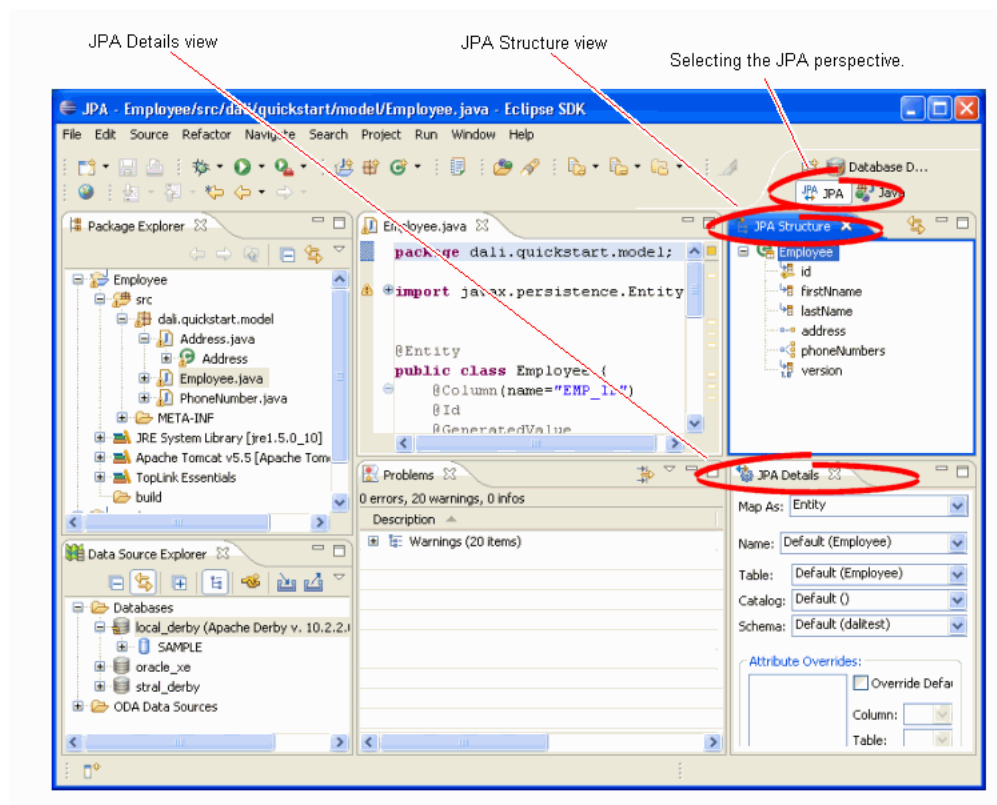 JPA Details view
JPA Structure view
Selecting the JPA perspective.
JPA - Employee/src/dali/quickstart/model/Employee.java - Eclipse SDK
File Edit Source Refactor Navigate Search Project Run Window Help
Database D...
JPA Java
Package Explorer
Employee
src
dali.quickstart.model
Address.java
Address
Employee.java
PhoneNumber.java
META-INF
JRE System Library [jre1.5.0_10]
Apache Tomcat v5.5 [Apache Tom
TopLink Essentials
build
Data Source Explorer
Databases
local_derby (Apache Derby v. 10.2.2.
SAMPLE
oracle_xe
stral_derby
ODA Data Sources
Employee.java
package dali.quickstart.model;
import javax.persistence.Entity
@Entity
public class Employee {
@Column(name="EMP_ID")
@Id
@GeneratedValue
Problems
0 errors, 20 warnings, 0 infos
Description
Warnings (20 items)
JPA Structure
Employee
id
firstNname
lastName
address
phoneNumbers
version
JPA Details
Map As: Entity
Name: Default (Employee)
Table: Default (Employee)
Catalog: Default ()
Schema: Default (dalitest)
Attribute Overrides:
Override Defau
Column:
Table: